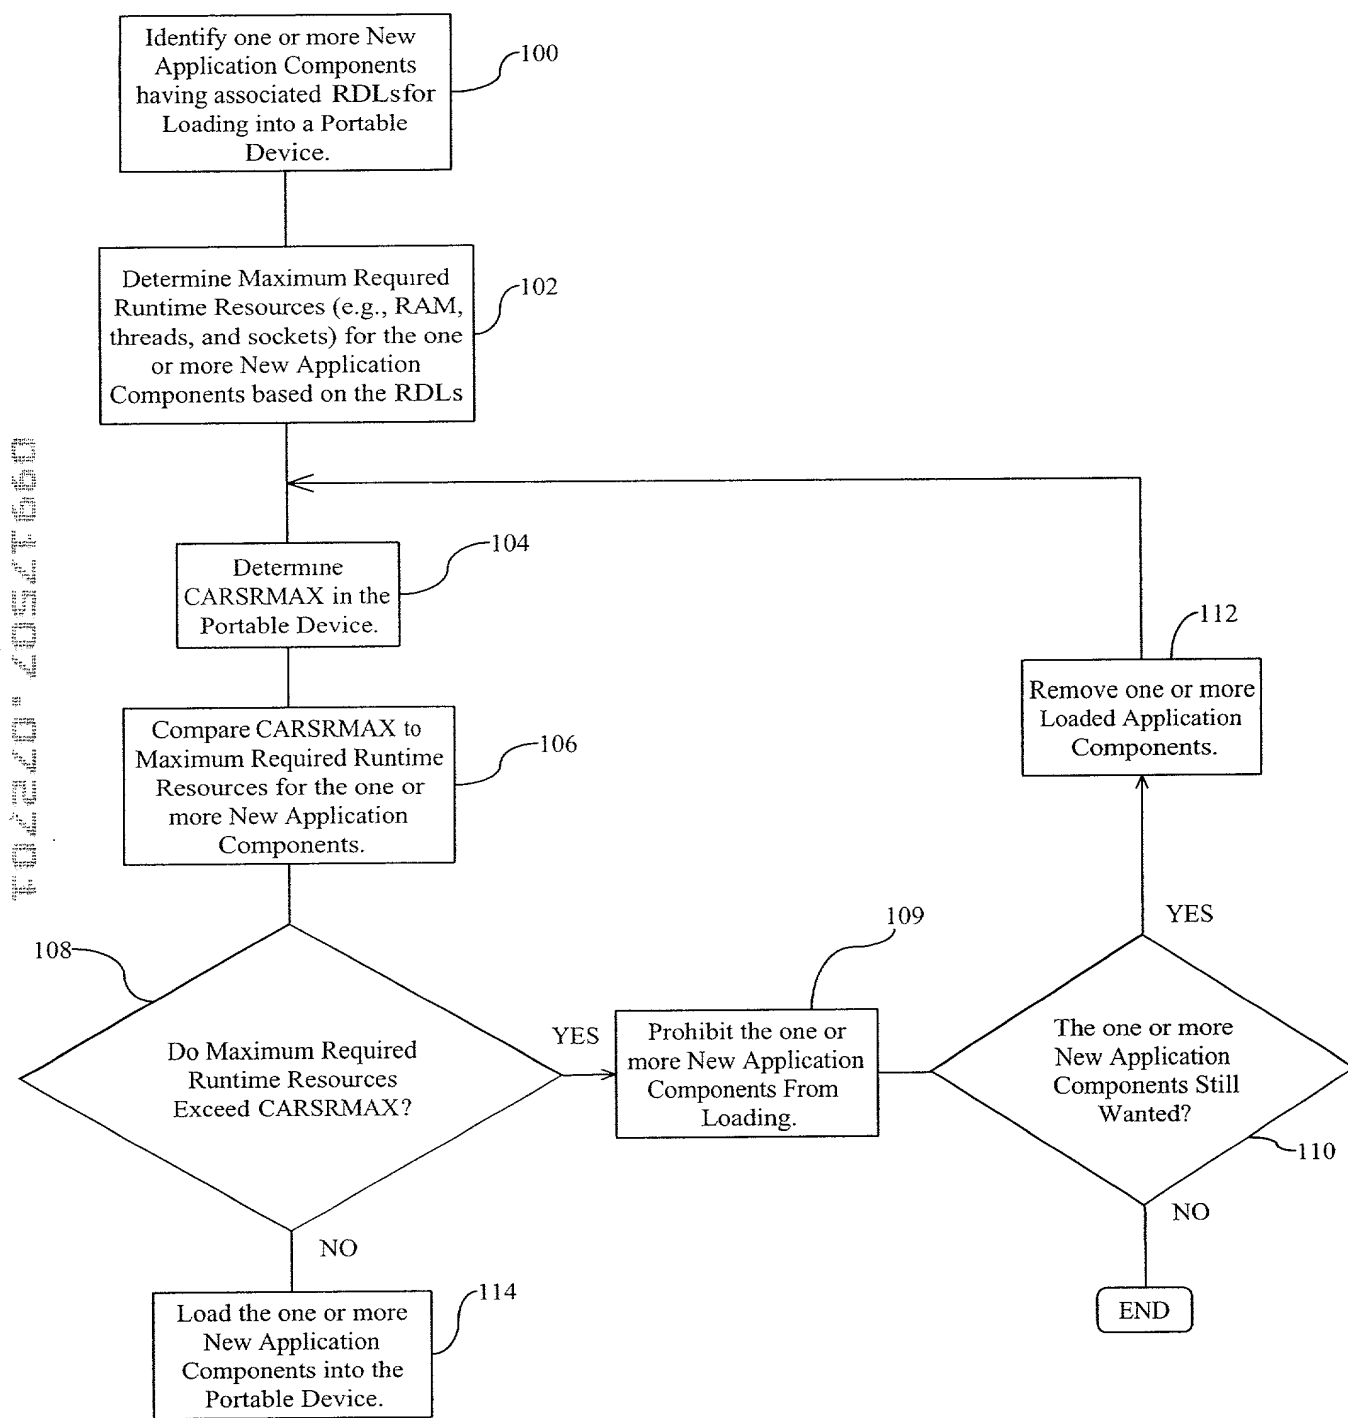 Identify one or more New
Application Components
having associated RDLsfor
Loading into a Portable
Device.
100
Determine Maximum Required
Runtime Resources (e.g., RAM,
threads, and sockets) for the one
or more New Application
Components based on the RDLs
102
Determine
CARSRMAX in the
Portable Device.
104
Compare CARSRMAX to
Maximum Required Runtime
Resources for the one or
more New Application
Components.
106
108
Do Maximum Required
Runtime Resources
Exceed CARSRMAX?
YES
NO
109
Prohibit the one or
more New Application
Components From
Loading.
The one or more
New Application
Components Still
Wanted?
110
YES
NO
112
Remove one or more
Loaded Application
Components.
END
Load the one or more
New Application
Components into the
Portable Device.
114
09917507.072701